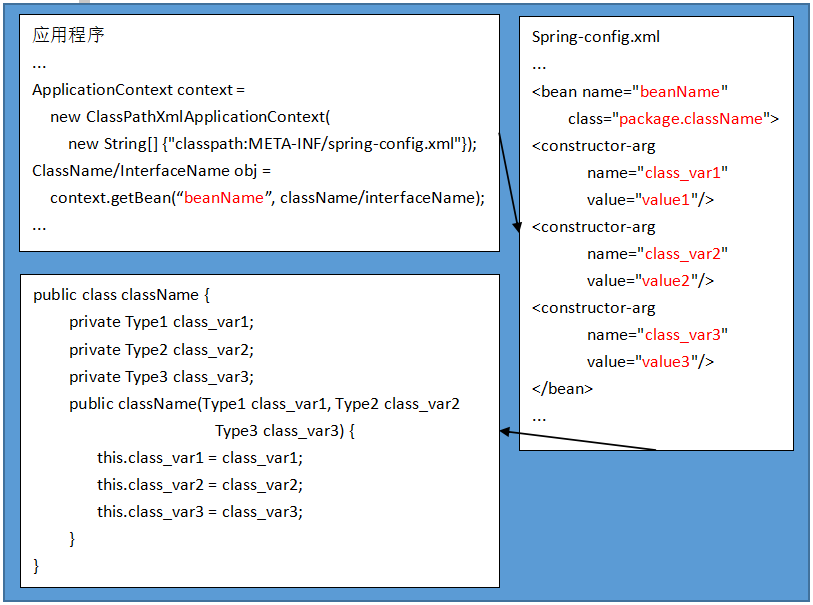 应用程序
...
ApplicationContext context =
new ClassPathXmlApplicationContext(
new String[] {"classpath:META-INF/spring-config.xml"});
ClassName/InterfaceName obj =
context.getBean(“beanName”, className/interfaceName);
...
Spring-config.xml
...
<bean name="beanName"
class="package.className">
<constructor-arg
name="class_var1"
value="value1"/>
<constructor-arg
name="class_var2"
value="value2"/>
<constructor-arg
name="class_var3"
value="value3"/>
</bean>
...
public class className {
private Type1 class_var1;
private Type2 class_var2;
private Type3 class_var3;
public className(Type1 class_var1, Type2 class_var2
Type3 class_var3) {
this.class_var1 = class_var1;
this.class_var2 = class_var2;
this.class_var3 = class_var3;
}
}